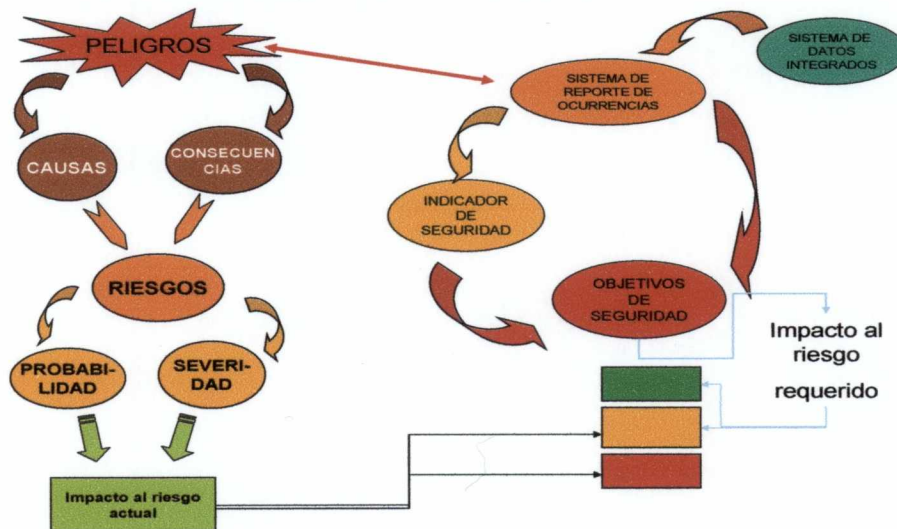 PELIGROS
CAUSAS
CONSECUEN
CIAS
RIESGOS
PROBABI-
LIDAD
SEVERI-
DAD
Impacto al riesgo
actual
SISTEMA DE
DATOS
INTEGRADOS
SISTEMA DE
REPORTE DE
OCURRENCIAS
INDICADOR
DE
SEGURIDAD
OBJETIVOS
DE
SEGURIDAD
Impacto al
riesgo
requerido